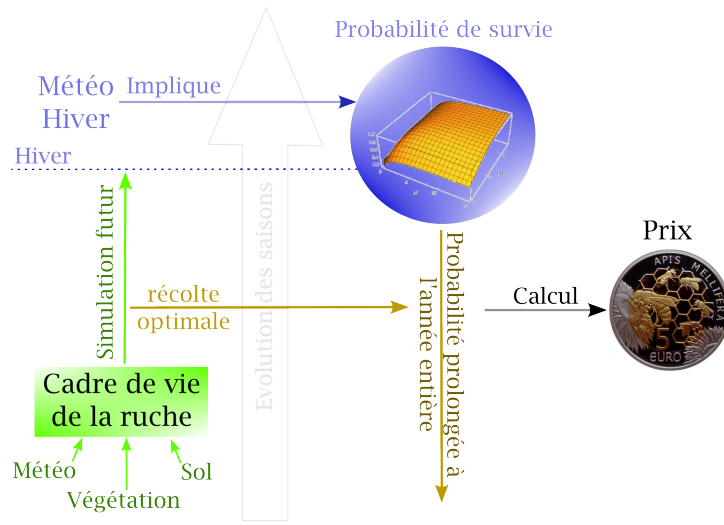 Probabilité de survie
Météo
Hiver
Implique
Hiver
Simulation futur
Evolution des saisons
récolte
optimale
Probabilité prolongée à
l'année entière
Calcul
Prix
APIS MELLIFERA
5
EURO
Cadre de vie
de la ruche
Météo
Végétation
Sol